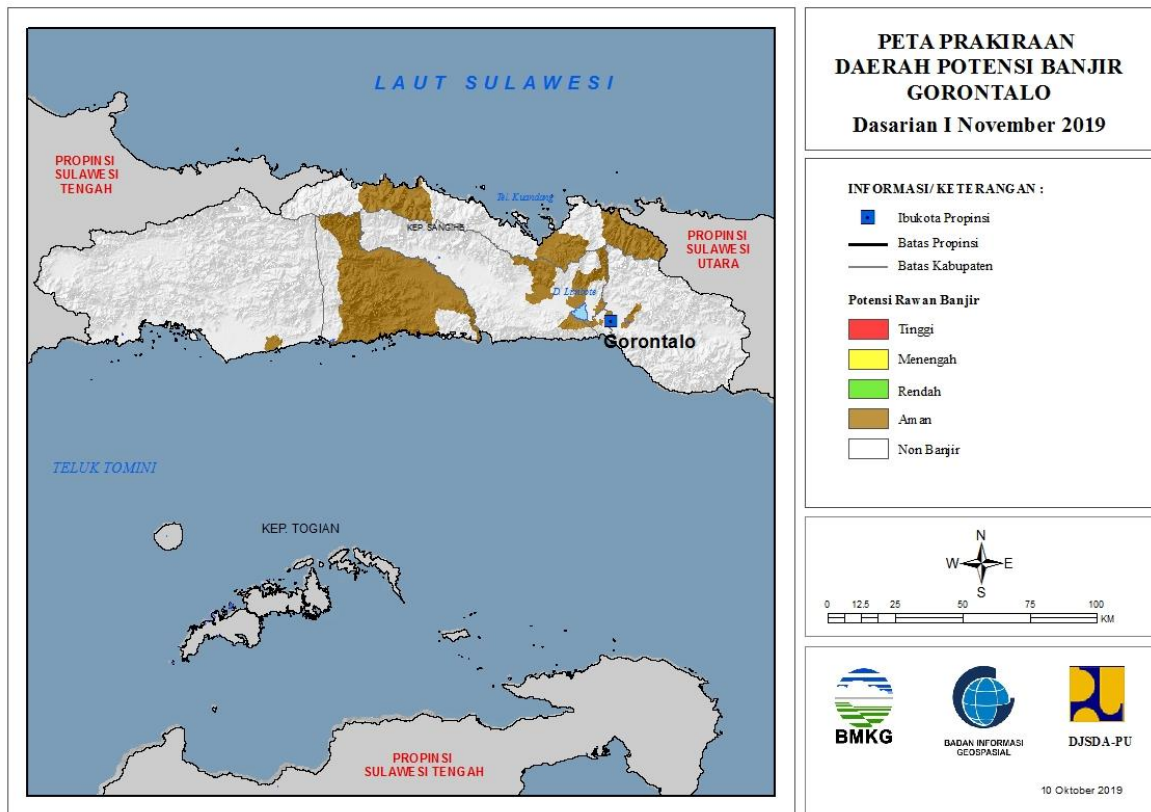 LAUT SULAWESI
PROPINSI
SULAWESI
TENGAH
Tel. Kuandang
KEP. SANGIHE
PROPINSI
SULAWESI
UTARA
D. Limboto
Gorontalo
TELUK TOMINI
KEP. TOGIAN
PROPINSI
SULAWESI TENGAH
PETA PRAKIRAAN
DAERAH POTENSI BANJIR
GORONTALO
Dasarian I November 2019
INFORMASI/ KETERANGAN :
Ibukota Propinsi
Batas Propinsi
Batas Kabupaten
Potensi Rawan Banjir
Tinggi
Menengah
Rendah
Aman
Non Banjir
N
W E
S
0 12.5 25 50 75 100
KM
BMKG
BADAN INFORMASI
GEOSPASIAL
DJSDA-PU
10 Oktober 2019